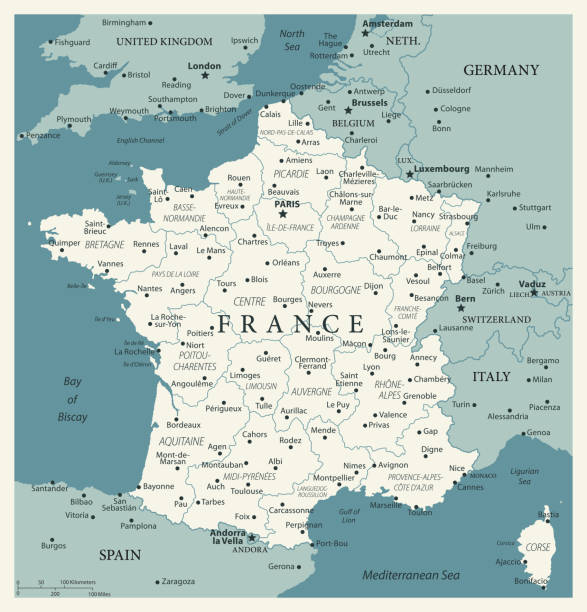 Birmingham
Fishguard
UNITED KINGDOM
Ipswich
North
Sea
The
Hague
Amsterdam
NETH.
Rotterdam
Utrecht
Cardiff
Bristol
London
Reading
GERMANY
Southampton
Dover
Dunkerque
Oostende
Antwerp
Düsseldorf
Weymouth
Portsmouth
Brighton
Strait of Dover
Gent
Brussels
Cologne
Plymouth
Calais
BELGIUM
Liege
Bonn
Penzance
English Channel
Lille
NORD-PAS-DE-CALAIS
Charleroi
Arras
Alderney
Guernsey
(U.K.)
Sark
Jersey
(U.K.)
Amiens
PICARDIE
LUX.
Luxembourg
Mannheim
Saint-
Lô
Caen
Rouen
HAUTE-
NORMANDIE
Beauvais
Laon
Charleville-
Mézieres
Saarbrücken
Karlsruhe
BASSE-
NORMANDIE
Evreux
PARIS
Châlons-sur-
Marne
Metz
Bar-le-
Duc
Nancy
Strasbourg
Stuttgart
Saint-
Brieuc
Alencon
ÎLE-DE-FRANCE
CHAMPAGNE
ARDENNE
LORRAINE
ALSACE
Ulm
Quimper
BRETAGNE
Rennes
Laval
Le Mans
Chartres
Troyes
Chaumont
Epinal
Colmar
Freiburg
Vannes
PAYS DE LA LOIRE
Orléans
Auxerre
Belfort
Vesoul
Basel
Belle-Île
Nantes
Angers
Tours
Blois
BOURGOGNE
Dijon
Besançon
Zürich
Vaduz
LIECH.
AUSTRIA
CENTRE
Bourges
Nevers
FRANCHE-
COMTÉ
Bern
SWITZERLAND
Île d'Yeu
La Roche-
sur-Yon
Poitiers
FRANCE
Moulins
Lons-le-
Saunier
Lausanne
Île de Ré
La Rochelle
Île d'Oléron
Niort
POITOU-
CHARENTES
Guéret
Mâcon
Bourg
Annecy
Bergamo
Bay
of
Biscay
Angoulême
Limoges
LIMOUSIN
Clermont-
Ferrand
Lyon
Chambéry
ITALY
Milan
Saint
Etienne
RHÔNE-
ALPES
Grenoble
Périgueux
Tulle
AUVERGNE
Le Puy
Turin
Piacenza
Aurillac
Valence
Alessandria
Bordeaux
Cahors
Mende
Privas
Gap
Genoa
AQUITAINE
Agen
Rodez
Digne
Mont-de-
Marsan
Montauban
Albi
Nimes
Avignon
Nice
MONACO
Ligurian
Sea
MIDI-PYRÉNÉES
Montpellier
PROVENCE-ALPES-
CÔTE D'AZUR
Cannes
Santander
Bayonne
Auch
Toulouse
LANGUEDOC-
ROUSSILLON
Bilbao
San
Sebastián
Pau
Tarbes
Carcassonne
Marseille
Toulon
Vitoria
Foix
Gulf of
Lion
Bastia
Pamplona
Perpignan
Burgos
Andorra
la Vella
ANDORA
Port-Bou
Corsica
CORSE
SPAIN
Gerona
Ajaccio
Mediterranean Sea
Bonifacio
Zaragoza
0 50 100 Kilometers
0 200 100 Miles